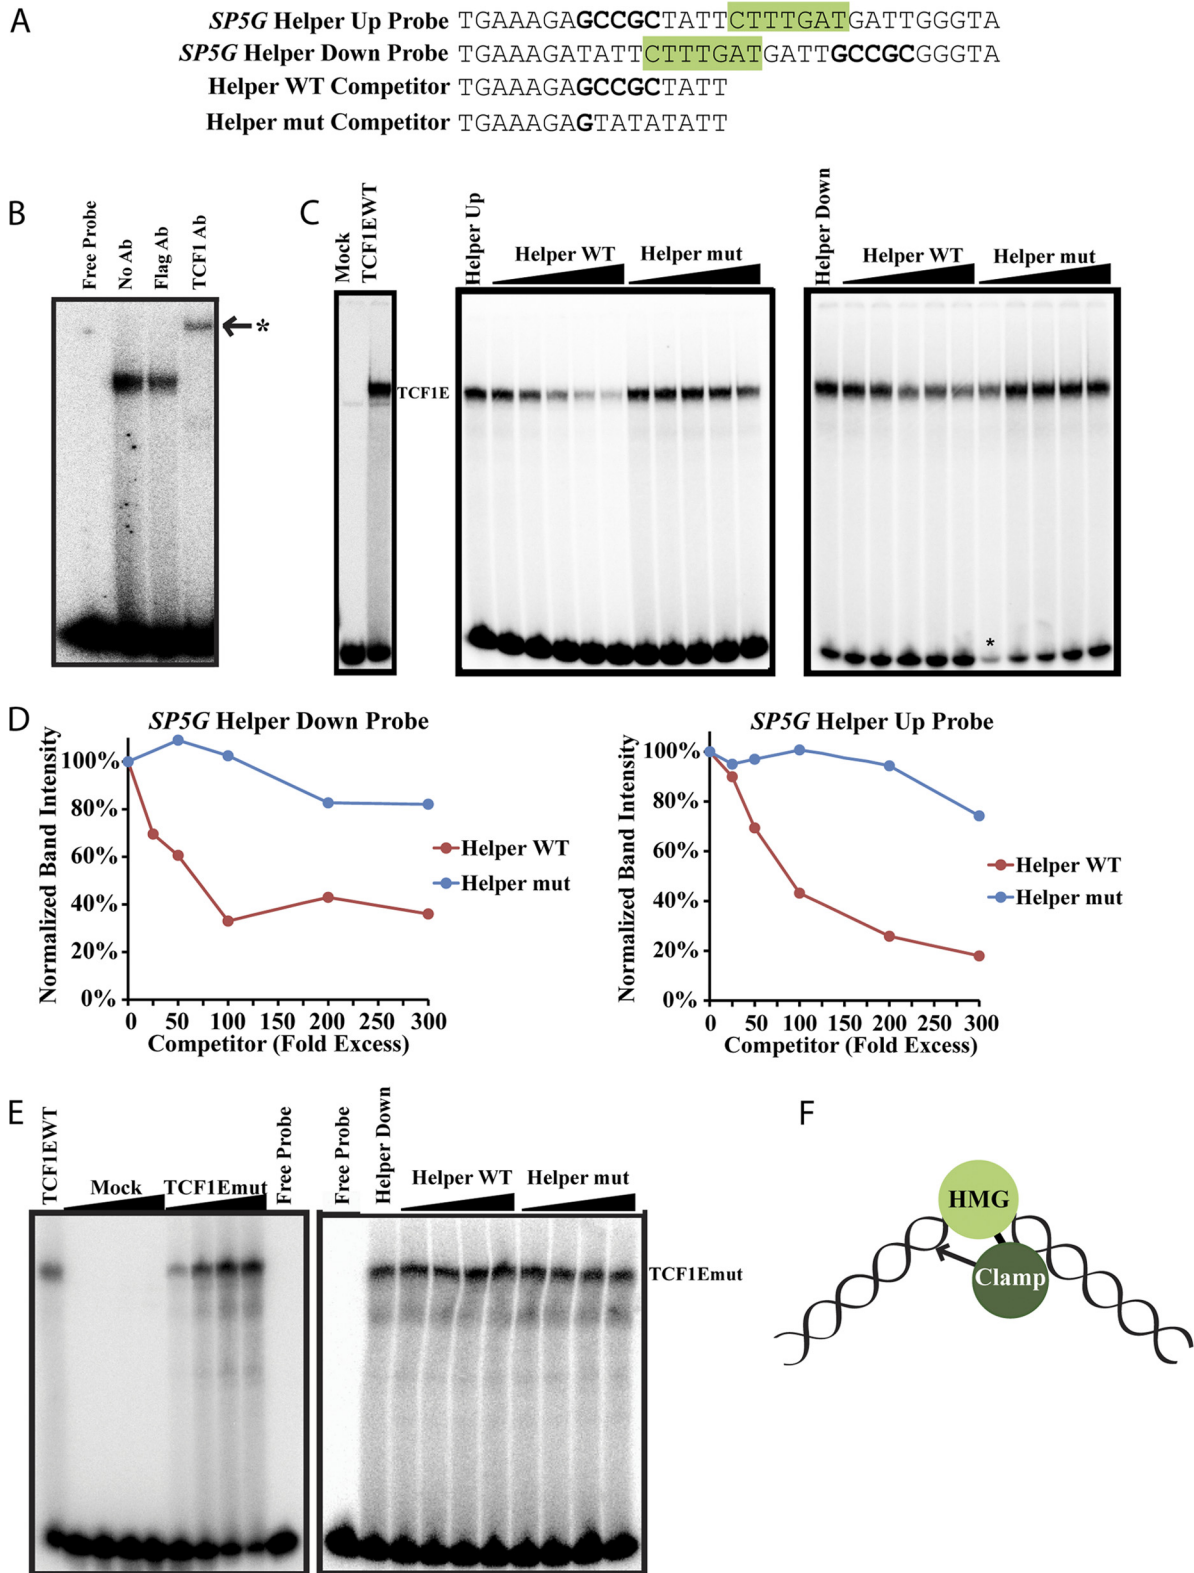 A
SP5G Helper Up Probe TGAAAGAGCCGCTATTCTTTGATGATTGGGTA
SP5G Helper Down Probe TGAAAGATATTCTTTGATGATTGCCGCGGGTA
Helper WT Competitor TGAAAGAGCCGCTATT
Helper mut Competitor TGAAAGAGTATATATT
B
Free Probe
No Ab
Flag Ab
TCF1 Ab
*
C
Mock
TCF1EWT
TCF1E
Helper Up
Helper WT
Helper mut
Helper Down
Helper WT
Helper mut
*
D
SP5G Helper Down Probe
Normalized Band Intensity
100%
80%
60%
40%
20%
0%
0 50 100 150 200 250 300
Competitor (Fold Excess)
Helper WT
Helper mut
SP5G Helper Up Probe
Normalized Band Intensity
100%
80%
60%
40%
20%
0%
0 50 100 150 200 250 300
Competitor (Fold Excess)
Helper WT
Helper mut
E
TCF1EWT
Mock
TCF1Emut
Free Probe
Free Probe
Helper Down
Helper WT
Helper mut
TCF1Emut
F
HMG
Clamp